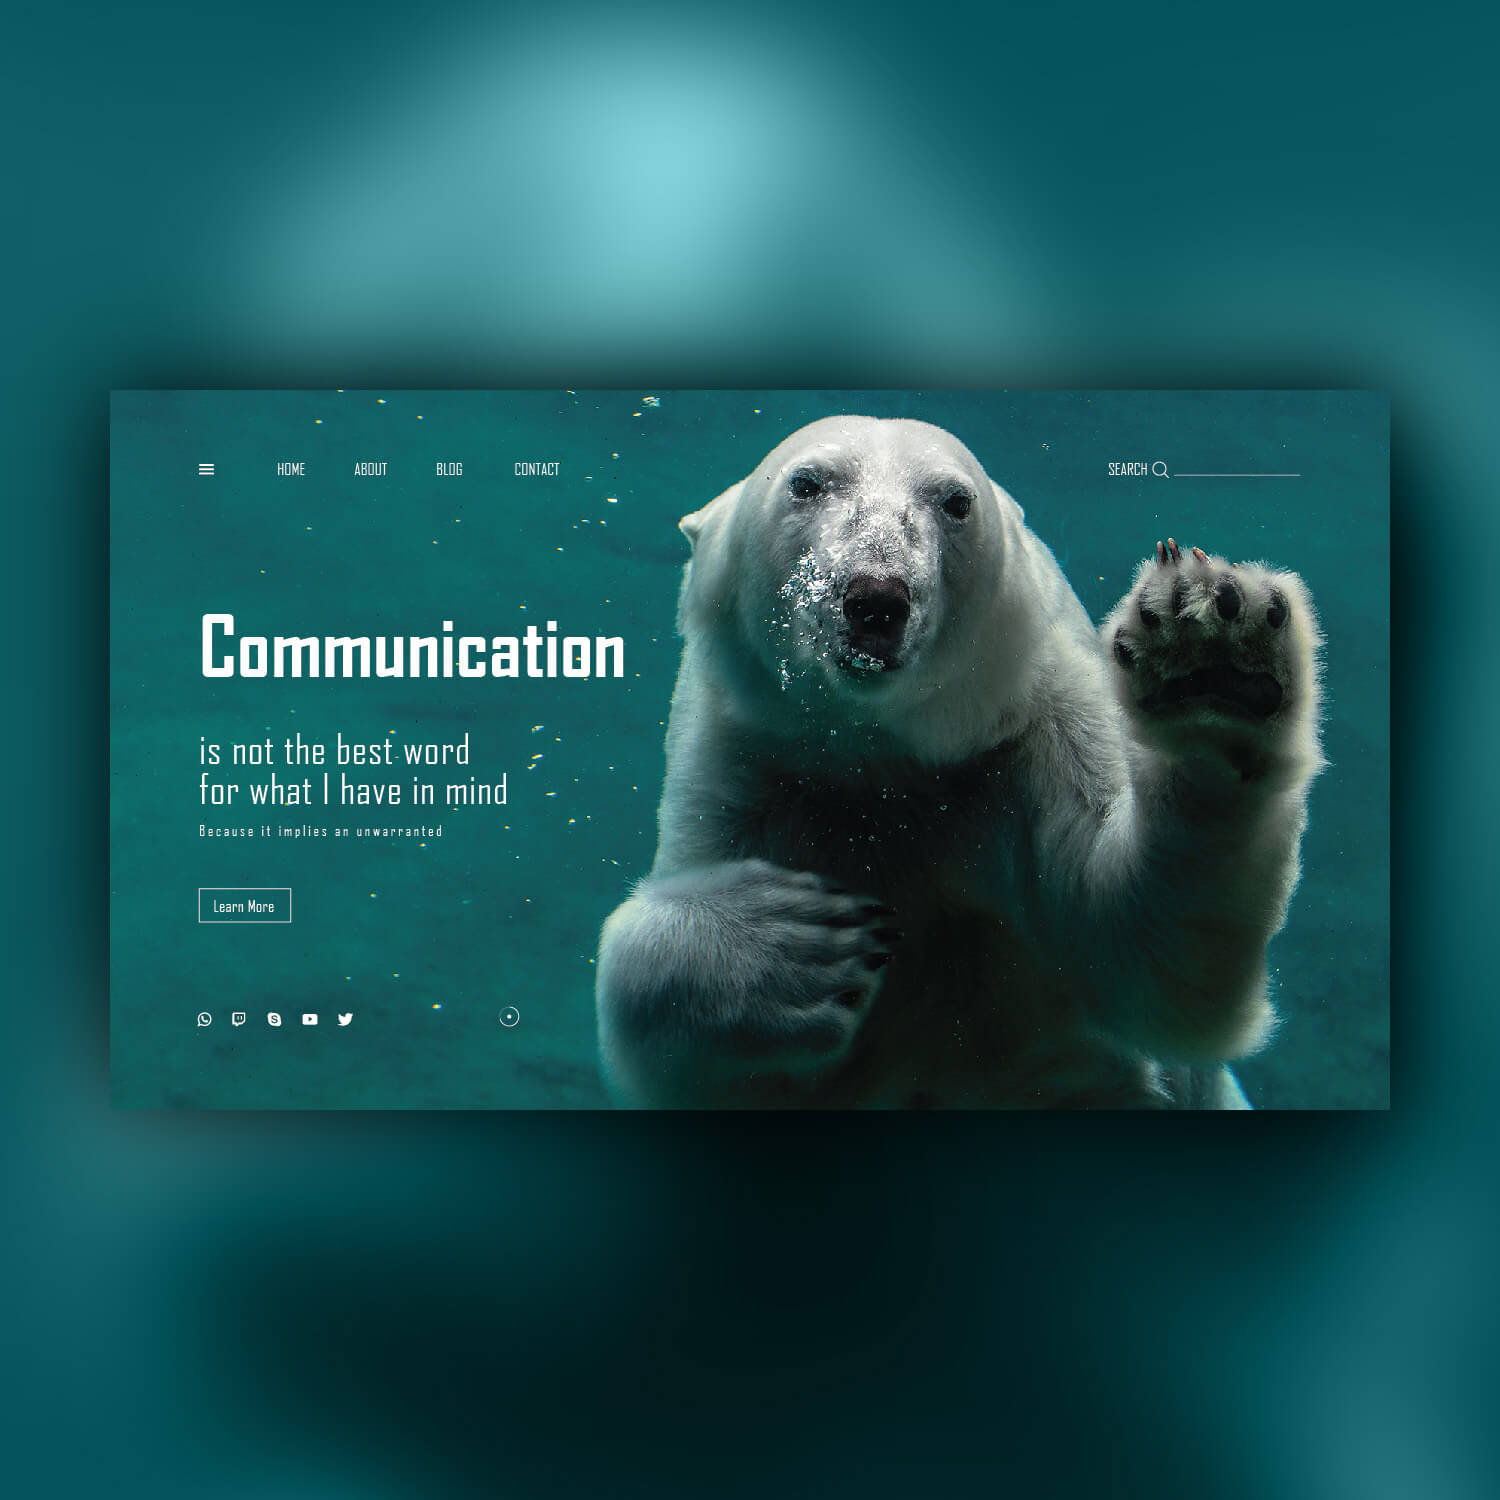 HOME ABOUT BLOG CONTACT SEARCH
Communication
is not the best word
for what I have in mind
Because it implies an unwarranted
Learn More